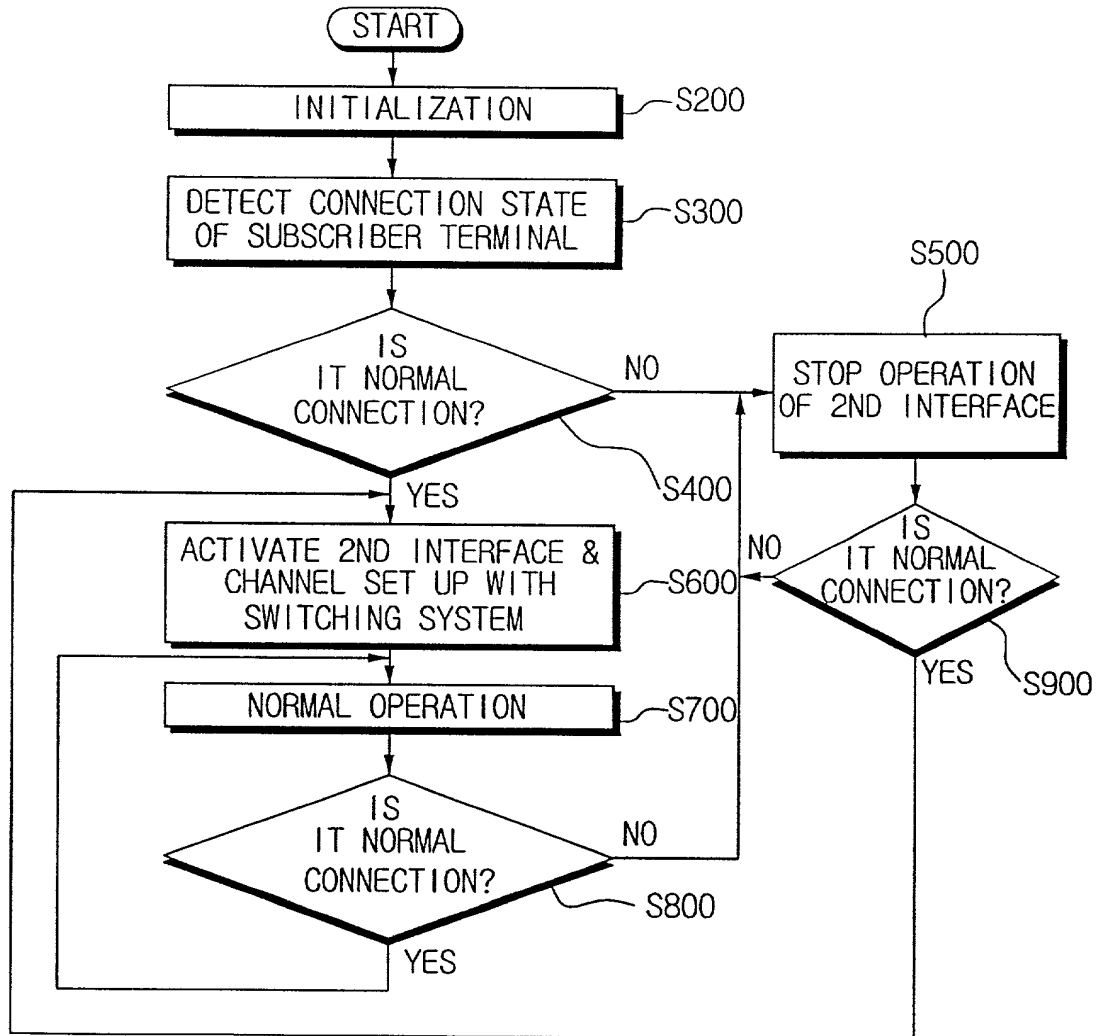 START
INITIALIZATION
S200
DETECT CONNECTION STATE
OF SUBSCRIBER TERMINAL
S300
IS
IT NORMAL
CONNECTION?
NO
S400
YES
S500
STOP OPERATION
OF 2ND INTERFACE
ACTIVATE 2ND INTERFACE &
CHANNEL SET UP WITH
SWITCHING SYSTEM
S600
IS
IT NORMAL
CONNECTION?
NO
YES
S900
NORMAL OPERATION
S700
IS
IT NORMAL
CONNECTION?
NO
S800
YES